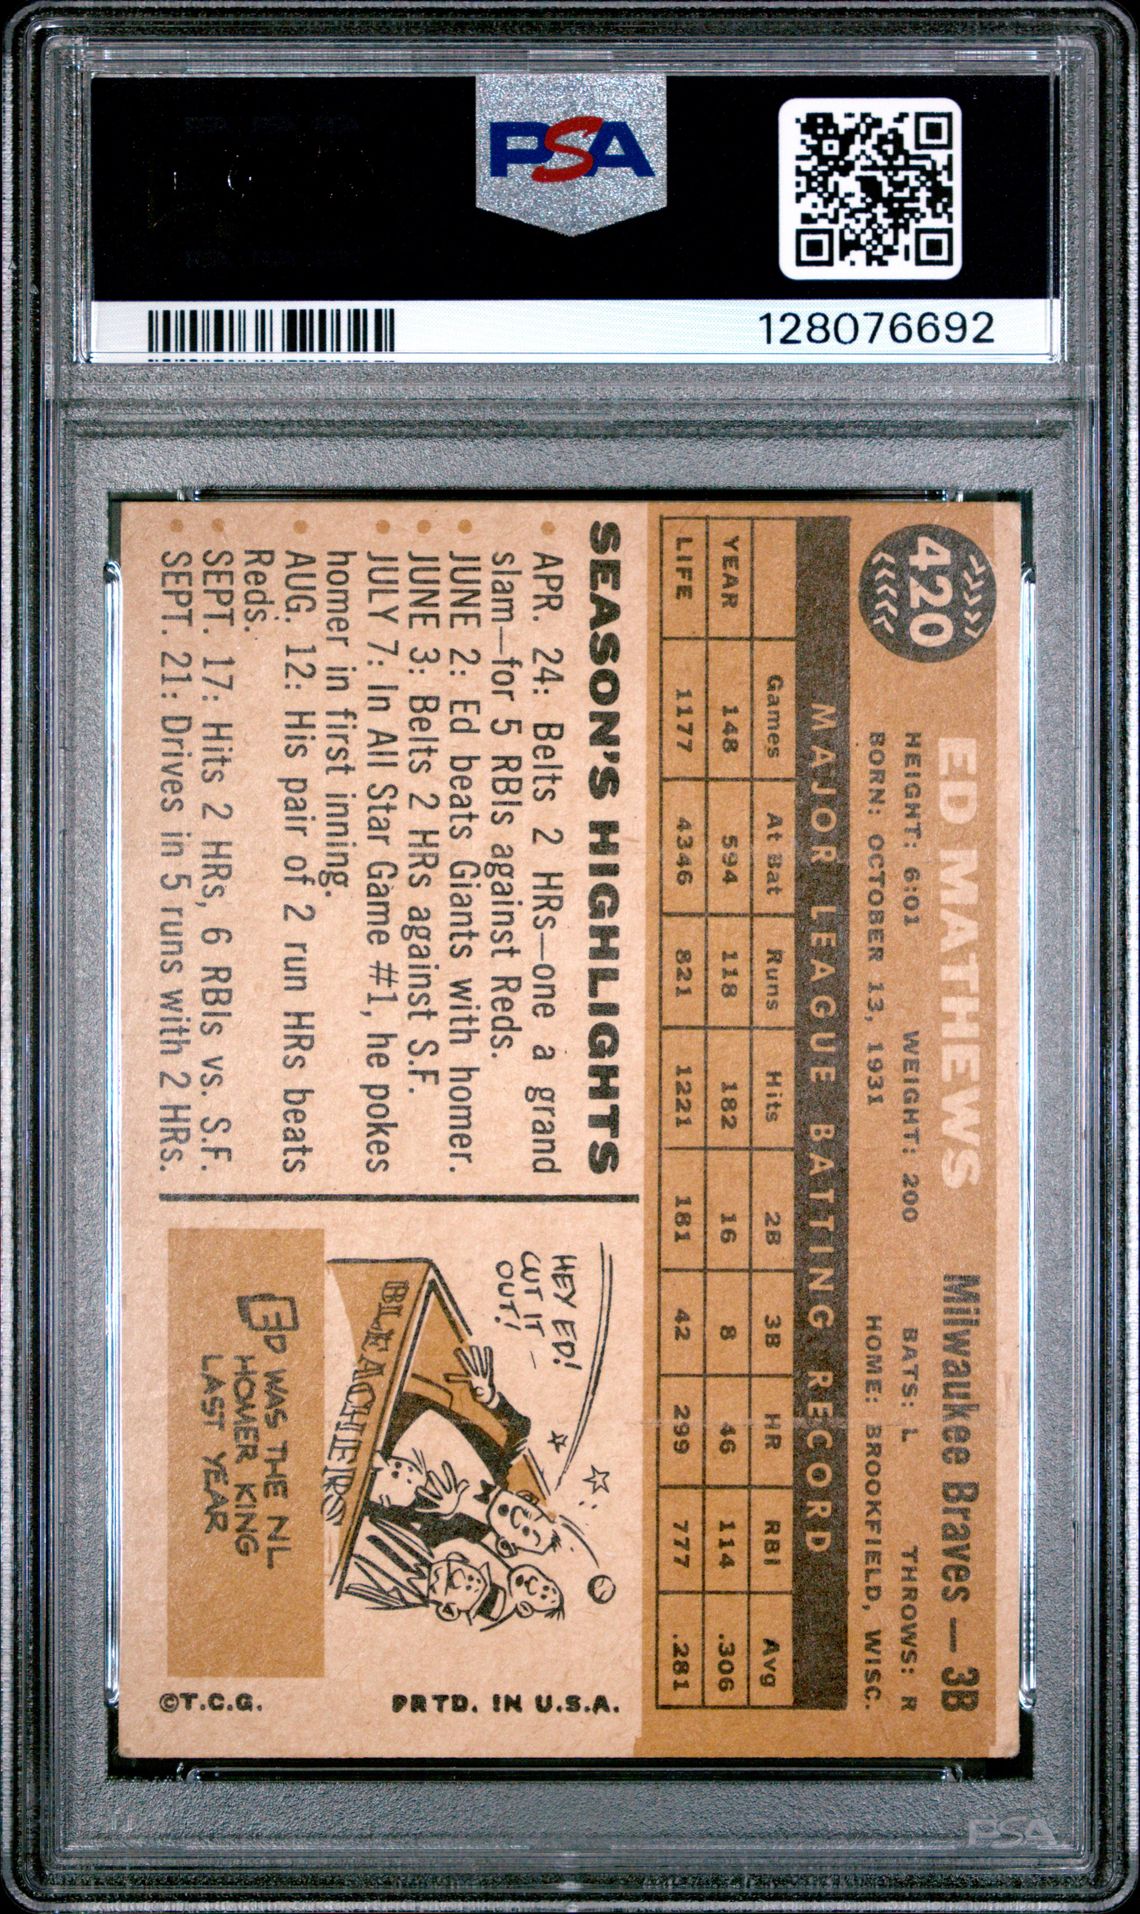 PSA
128076692
420
ED MATHEWS Milwaukee Braves — 3B
HEIGHT: 6:01 WEIGHT: 200 BATS: L THROWS: R
BORN: OCTOBER 13, 1931 HOME: BROOKFIELD, WISC.
MAJOR LEAGUE BATTING RECORD
Games At Bat Runs Hits 2B 3B HR RBI Avg
YEAR 148 594 118 182 16 8 46 114 .306
LIFE 1177 4346 821 1221 181 42 299 777 .281
SEASON'S HIGHLIGHTS
• APR. 24: Belts 2 HRs—one a grand
slam—for 5 RBIs against Reds.
• JUNE 2: Ed beats Giants with homer.
• JUNE 3: Belts 2 HRs against S.F.
• JULY 7: In All Star Game #1, he pokes
homer in first inning.
• AUG. 12: His pair of 2 run HRs beats
Reds.
• SEPT. 17: Hits 2 HRs, 6 RBIs vs. S.F.
• SEPT. 21: Drives in 5 runs with 2 HRs.
HEY ED!
CUT IT
OUT!
BLEACHERS
ED WAS THE NL
HOMER KING
LAST YEAR
PRTD. IN U.S.A.
©T.C.G.
PSA